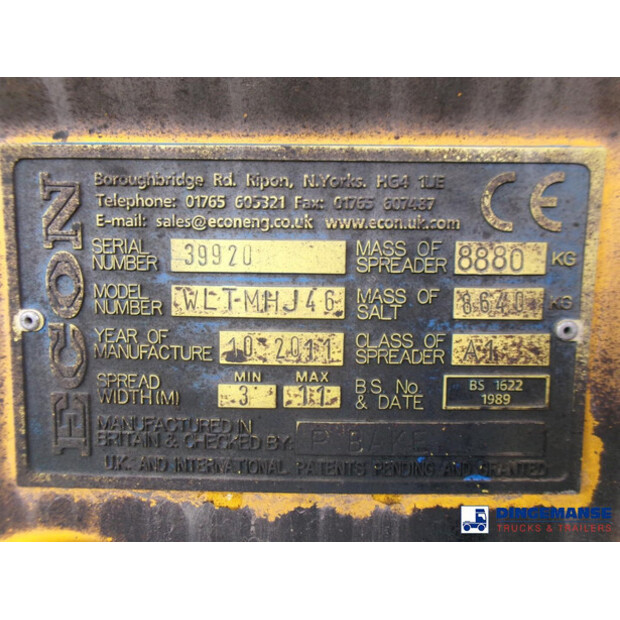 ECON
CE
Boroughbridge Rd. Ripon, N.Yorks. HG4 1UE
Telephone: 01765 605321 Fax: 01765 607487
E-mail: sales@econeng.co.uk www.econ.uk.com
SERIAL NUMBER 39920 MASS OF SPREADER 8880 KG
MODEL NUMBER WLTMHJ46 MASS OF SALT 8640 KG
YEAR OF MANUFACTURE 10.2011 CLASS OF SPREADER A1
SPREAD WIDTH(M) MIN 3 MAX 11 B.S. No & DATE BS 1622 1989
MANUFACTURED IN
BRITAIN & CHECKED BY: P BAKE
U.K. AND INTERNATIONAL PATENTS PENDING AND GRANTED
DINGEMANSE
TRUCKS & TRAILERS